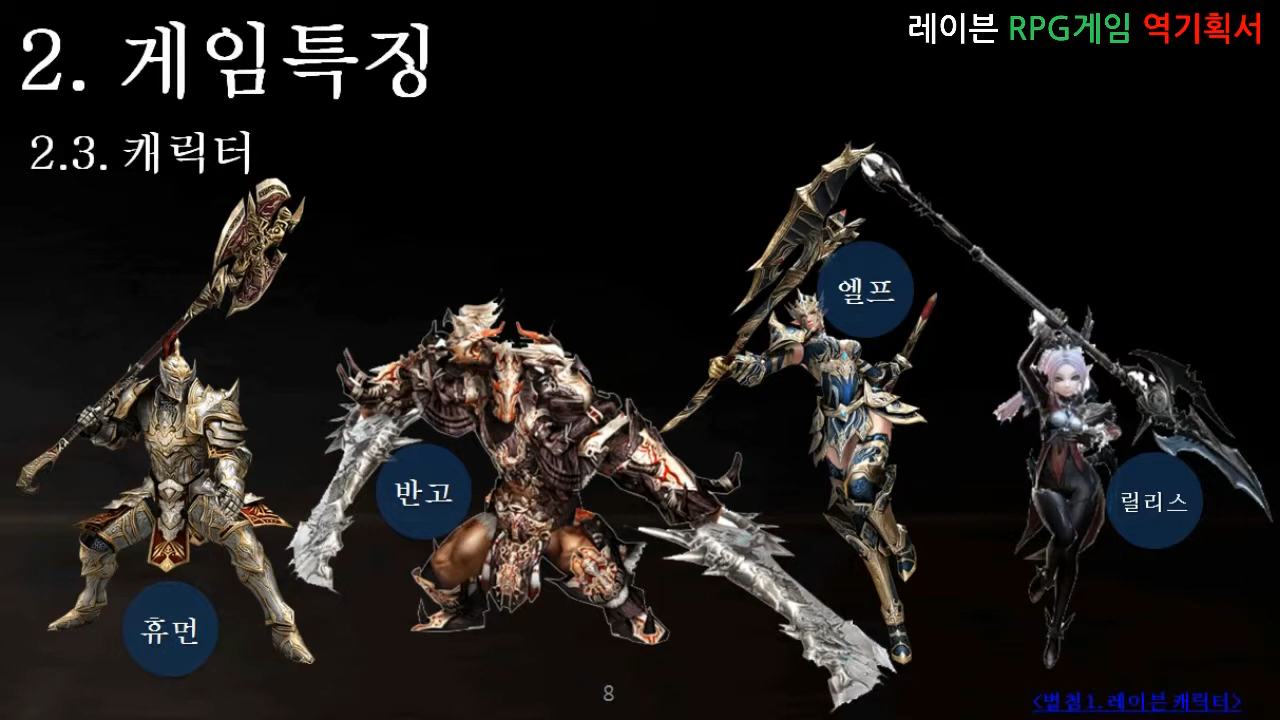 레이븐 RPG게임 역기획서
2. 게임특징
2.3. 캐릭터
엘프
반고
릴리스
휴먼
8
<별첨1. 레이븐 캐릭터>